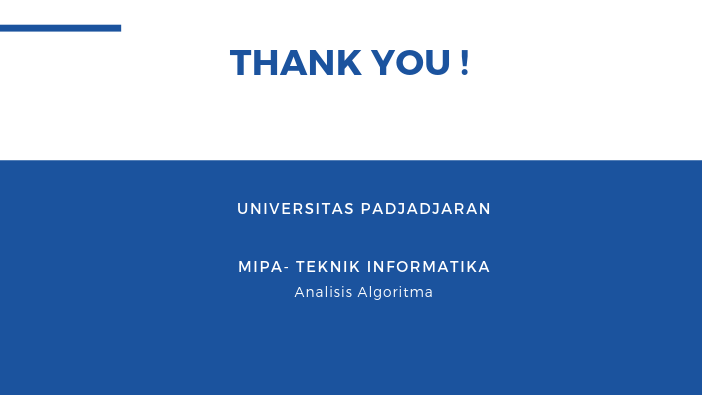 THANK YOU !
UNIVERSITAS PADJADJARAN
MIPA- TEKNIK INFORMATIKA
Analisis Algoritma